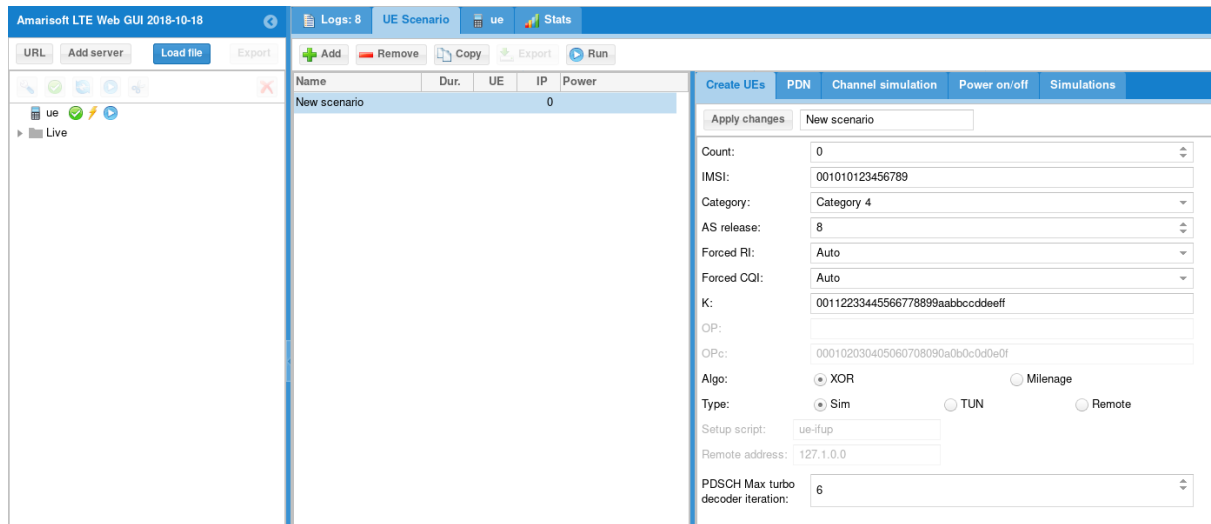 Amarisoft LTE Web GUI 2018-10-18
URL Add server Load file Export
ue
Live
Logs: 8 UE Scenario ue Stats
Add Remove Copy Export Run
Name Dur. UE IP Power
New scenario 0
Create UEs PDN Channel simulation Power on/off Simulations
Apply changes New scenario
Count: 0
IMSI: 001010123456789
Category: Category 4
AS release: 8
Forced RI: Auto
Forced CQI: Auto
K: 00112233445566778899aabbccddeeff
OP:
OPc: 000102030405060708090a0b0c0d0e0f
Algo: XOR Milenage
Type: Sim TUN Remote
Setup script: ue-ifup
Remote address: 127.1.0.0
PDSCH Max turbo
decoder iteration: 6